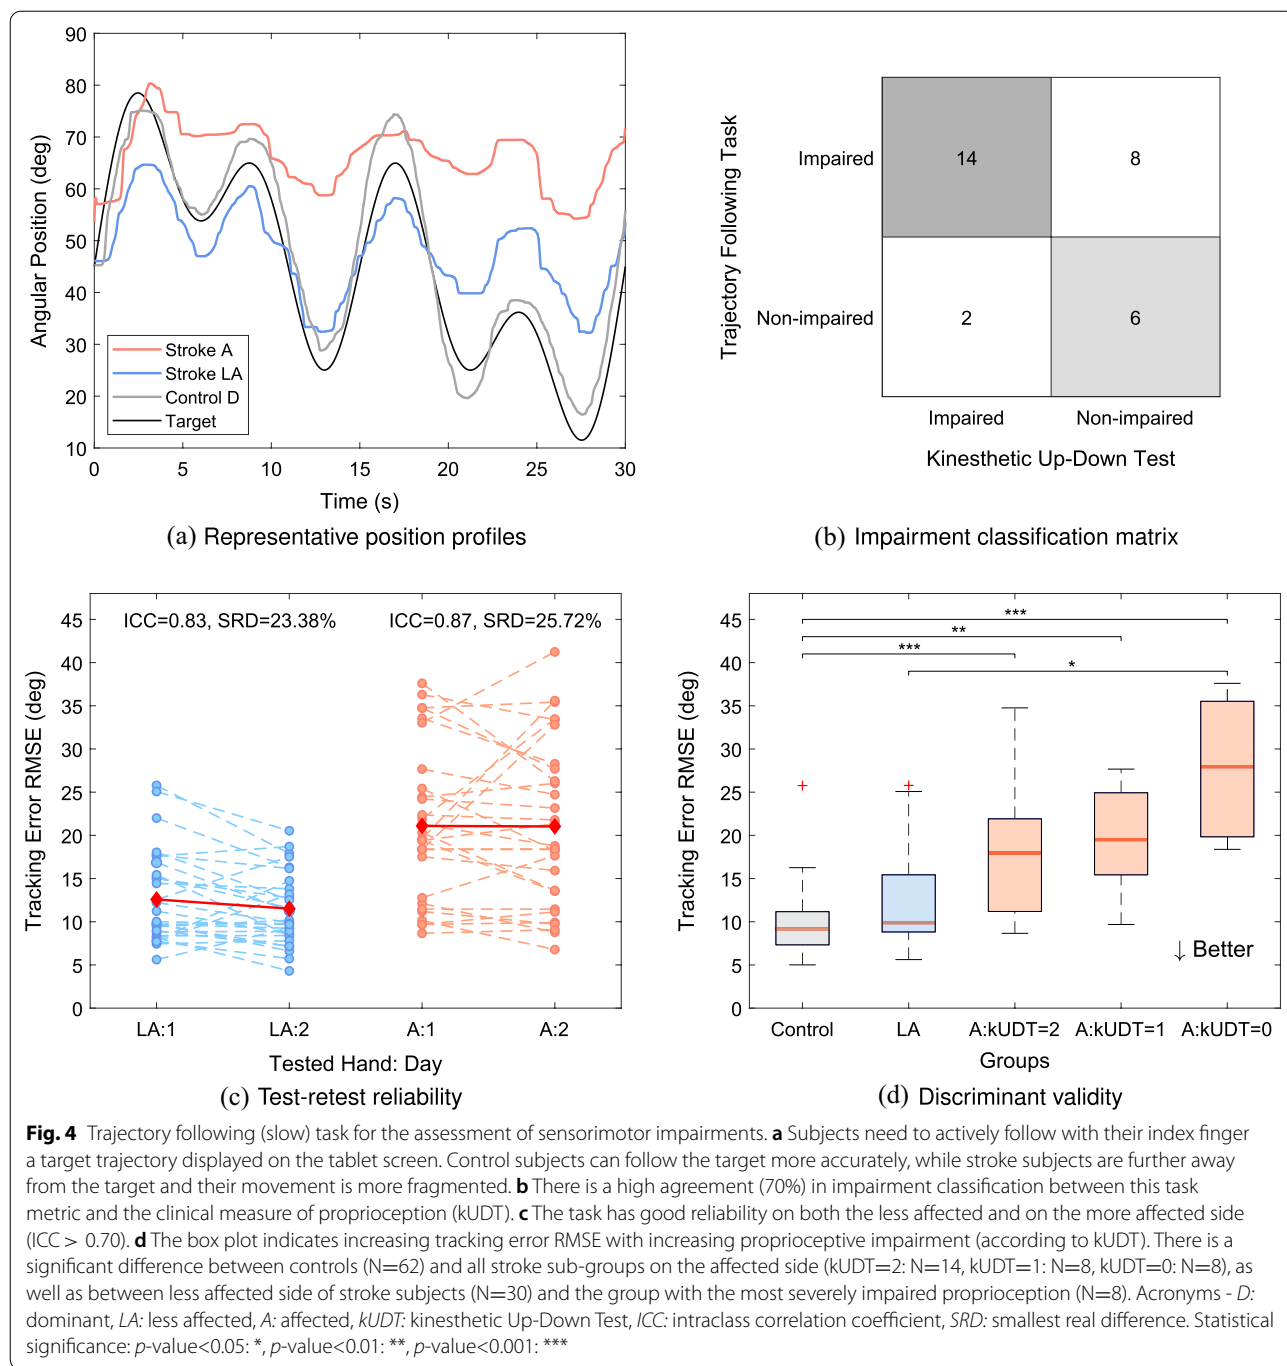 90
80
70
60
50
40
30
20
10
Angular Position (deg)
Stroke A
Stroke LA
Control D
Target
0 5 10 15 20 25 30
Time (s)
(a) Representative position profiles
Trajectory Following Task
Impaired
Non-impaired
14 8
2 6
Impaired Non-impaired
Kinesthetic Up-Down Test
(b) Impairment classification matrix
45
40
35
30
25
20
15
10
5
0
Tracking Error RMSE (deg)
ICC=0.83, SRD=23.38% ICC=0.87, SRD=25.72%
LA:1 LA:2 A:1 A:2
Tested Hand: Day
(c) Test-retest reliability
45
40
35
30
25
20
15
10
5
0
Tracking Error RMSE (deg)
***
**
***
*
↓ Better
Control LA A:kUDT=2 A:kUDT=1 A:kUDT=0
Groups
(d) Discriminant validity
Fig. 4 Trajectory following (slow) task for the assessment of sensorimotor impairments. a Subjects need to actively follow with their index finger
a target trajectory displayed on the tablet screen. Control subjects can follow the target more accurately, while stroke subjects are further away
from the target and their movement is more fragmented. b There is a high agreement (70%) in impairment classification between this task
metric and the clinical measure of proprioception (kUDT). c The task has good reliability on both the less affected and on the more affected side
(ICC > 0.70). d The box plot indicates increasing tracking error RMSE with increasing proprioceptive impairment (according to kUDT). There is a
significant difference between controls (N=62) and all stroke sub-groups on the affected side (kUDT=2: N=14, kUDT=1: N=8, kUDT=0: N=8), as
well as between less affected side of stroke subjects (N=30) and the group with the most severely impaired proprioception (N=8). Acronyms - D:
dominant, LA: less affected, A: affected, kUDT: kinesthetic Up-Down Test, ICC: intraclass correlation coefficient, SRD: smallest real difference. Statistical
significance: p-value<0.05: *, p-value<0.01: **, p-value<0.001: ***